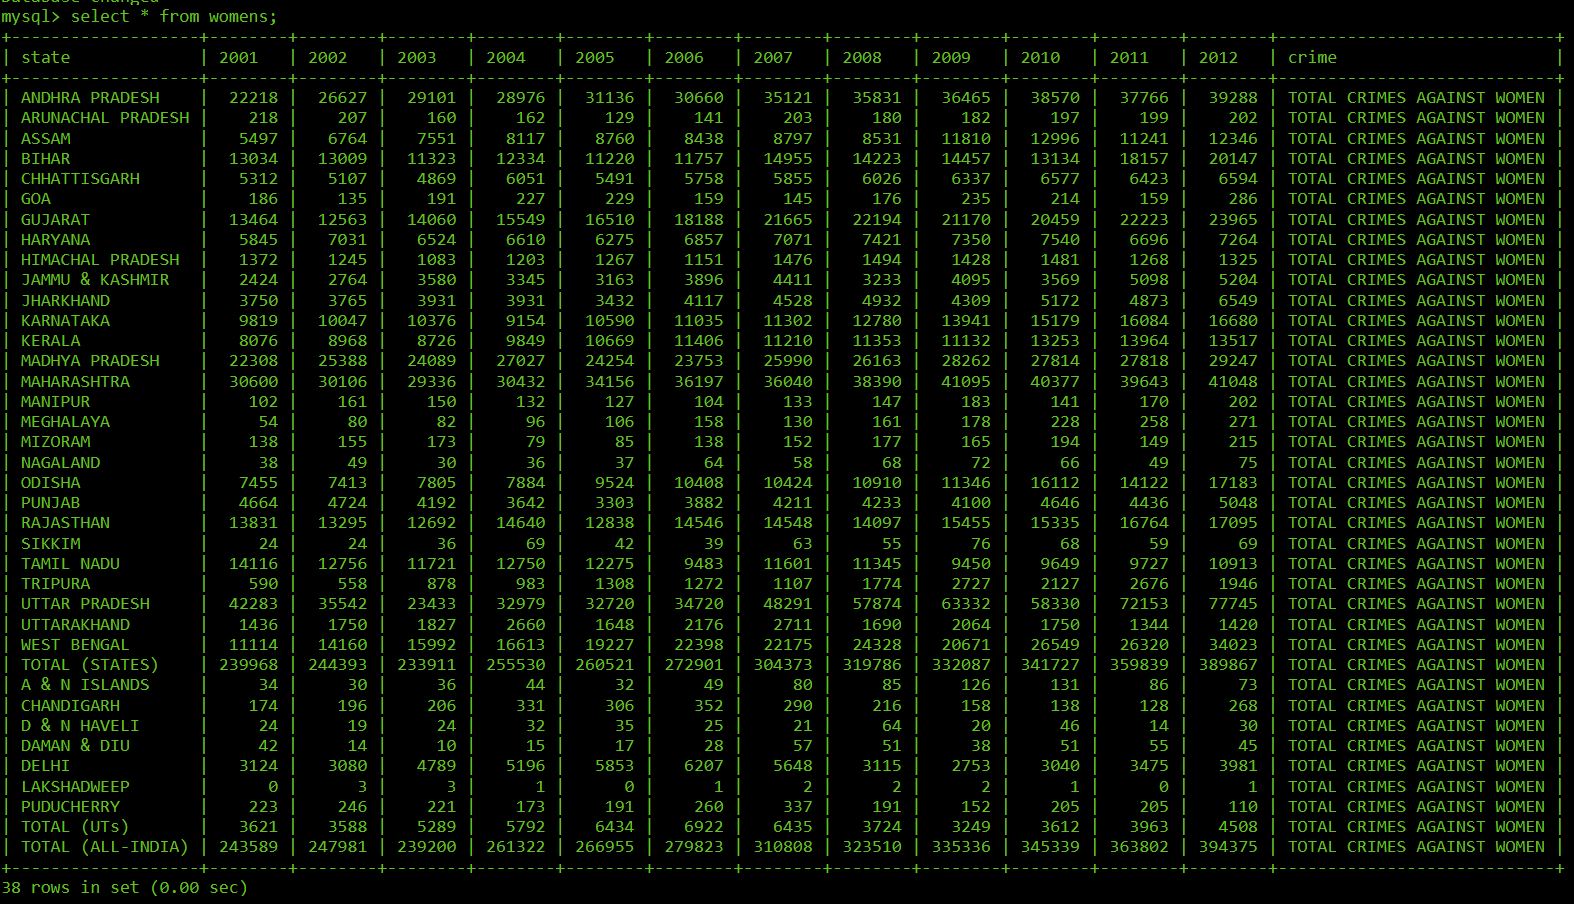 Database changed
mysql> select * from womens;
+-------------------+--------+--------+--------+--------+--------+--------+--------+--------+--------+--------+--------+--------+----------------------------+
| state             | 2001   | 2002   | 2003   | 2004   | 2005   | 2006   | 2007   | 2008   | 2009   | 2010   | 2011   | 2012   | crime                      |
+-------------------+--------+--------+--------+--------+--------+--------+--------+--------+--------+--------+--------+--------+----------------------------+
| ANDHRA PRADESH    |  22218 |  26627 |  29101 |  28976 |  31136 |  30660 |  35121 |  35831 |  36465 |  38570 |  37766 |  39288 | TOTAL CRIMES AGAINST WOMEN |
| ARUNACHAL PRADESH |    218 |    207 |    160 |    162 |    129 |    141 |    203 |    180 |    182 |    197 |    199 |    202 | TOTAL CRIMES AGAINST WOMEN |
| ASSAM             |   5497 |   6764 |   7551 |   8117 |   8760 |   8438 |   8797 |   8531 |  11810 |  12996 |  11241 |  12346 | TOTAL CRIMES AGAINST WOMEN |
| BIHAR             |  13034 |  13009 |  11323 |  12334 |  11220 |  11757 |  14955 |  14223 |  14457 |  13134 |  18157 |  20147 | TOTAL CRIMES AGAINST WOMEN |
| CHHATTISGARH      |   5312 |   5107 |   4869 |   6051 |   5491 |   5758 |   5855 |   6026 |   6337 |   6577 |   6423 |   6594 | TOTAL CRIMES AGAINST WOMEN |
| GOA               |    186 |    135 |    191 |    227 |    229 |    159 |    145 |    176 |    235 |    214 |    159 |    286 | TOTAL CRIMES AGAINST WOMEN |
| GUJARAT           |  13464 |  12563 |  14060 |  15549 |  16510 |  18188 |  21665 |  22194 |  21170 |  20459 |  22223 |  23965 | TOTAL CRIMES AGAINST WOMEN |
| HARYANA           |   5845 |   7031 |   6524 |   6610 |   6275 |   6857 |   7071 |   7421 |   7350 |   7540 |   6696 |   7264 | TOTAL CRIMES AGAINST WOMEN |
| HIMACHAL PRADESH  |   1372 |   1245 |   1083 |   1203 |   1267 |   1151 |   1476 |   1494 |   1428 |   1481 |   1268 |   1325 | TOTAL CRIMES AGAINST WOMEN |
| JAMMU & KASHMIR   |   2424 |   2764 |   3580 |   3345 |   3163 |   3896 |   4411 |   3233 |   4095 |   3569 |   5098 |   5204 | TOTAL CRIMES AGAINST WOMEN |
| JHARKHAND         |   3750 |   3765 |   3931 |   3931 |   3432 |   4117 |   4528 |   4932 |   4309 |   5172 |   4873 |   6549 | TOTAL CRIMES AGAINST WOMEN |
| KARNATAKA         |   9819 |  10047 |  10376 |   9154 |  10590 |  11035 |  11302 |  12780 |  13941 |  15179 |  16084 |  16680 | TOTAL CRIMES AGAINST WOMEN |
| KERALA            |   8076 |   8968 |   8726 |   9849 |  10669 |  11406 |  11210 |  11353 |  11132 |  13253 |  13964 |  13517 | TOTAL CRIMES AGAINST WOMEN |
| MADHYA PRADESH    |  22308 |  25388 |  24089 |  27027 |  24254 |  23753 |  25990 |  26163 |  28262 |  27814 |  27818 |  29247 | TOTAL CRIMES AGAINST WOMEN |
| MAHARASHTRA       |  30600 |  30106 |  29336 |  30432 |  34156 |  36197 |  36040 |  38390 |  41095 |  40377 |  39643 |  41048 | TOTAL CRIMES AGAINST WOMEN |
| MANIPUR           |    102 |    161 |    150 |    132 |    127 |    104 |    133 |    147 |    183 |    141 |    170 |    202 | TOTAL CRIMES AGAINST WOMEN |
| MEGHALAYA         |     54 |     80 |     82 |     96 |    106 |    158 |    130 |    161 |    178 |    228 |    258 |    271 | TOTAL CRIMES AGAINST WOMEN |
| MIZORAM           |    138 |    155 |    173 |     79 |     85 |    138 |    152 |    177 |    165 |    194 |    149 |    215 | TOTAL CRIMES AGAINST WOMEN |
| NAGALAND          |     38 |     49 |     30 |     36 |     37 |     64 |     58 |     68 |     72 |     66 |     49 |     75 | TOTAL CRIMES AGAINST WOMEN |
| ODISHA            |   7455 |   7413 |   7805 |   7884 |   9524 |  10408 |  10424 |  10910 |  11346 |  16112 |  14122 |  17183 | TOTAL CRIMES AGAINST WOMEN |
| PUNJAB            |   4664 |   4724 |   4192 |   3642 |   3303 |   3882 |   4211 |   4233 |   4100 |   4646 |   4436 |   5048 | TOTAL CRIMES AGAINST WOMEN |
| RAJASTHAN         |  13831 |  13295 |  12692 |  14640 |  12838 |  14546 |  14548 |  14097 |  15455 |  15335 |  16764 |  17095 | TOTAL CRIMES AGAINST WOMEN |
| SIKKIM            |     24 |     24 |     36 |     69 |     42 |     39 |     63 |     55 |     76 |     68 |     59 |     69 | TOTAL CRIMES AGAINST WOMEN |
| TAMIL NADU        |  14116 |  12756 |  11721 |  12750 |  12275 |   9483 |  11601 |  11345 |   9450 |   9649 |   9727 |  10913 | TOTAL CRIMES AGAINST WOMEN |
| TRIPURA           |    590 |    558 |    878 |    983 |   1308 |   1272 |   1107 |   1774 |   2727 |   2127 |   2676 |   1946 | TOTAL CRIMES AGAINST WOMEN |
| UTTAR PRADESH     |  42283 |  35542 |  23433 |  32979 |  32720 |  34720 |  48291 |  57874 |  63332 |  58330 |  72153 |  77745 | TOTAL CRIMES AGAINST WOMEN |
| UTTARAKHAND       |   1436 |   1750 |   1827 |   2660 |   1648 |   2176 |   2711 |   1690 |   2064 |   1750 |   1344 |   1420 | TOTAL CRIMES AGAINST WOMEN |
| WEST BENGAL       |  11114 |  14160 |  15992 |  16613 |  19227 |  22398 |  22175 |  24328 |  20671 |  26549 |  26320 |  34023 | TOTAL CRIMES AGAINST WOMEN |
| TOTAL (STATES)    | 239968 | 244393 | 233911 | 255530 | 260521 | 272901 | 304373 | 319786 | 332087 | 341727 | 359839 | 389867 | TOTAL CRIMES AGAINST WOMEN |
| A & N ISLANDS     |     34 |     30 |     36 |     44 |     32 |     49 |     80 |     85 |    126 |    131 |     86 |     73 | TOTAL CRIMES AGAINST WOMEN |
| CHANDIGARH        |    174 |    196 |    206 |    331 |    306 |    352 |    290 |    216 |    158 |    138 |    128 |    268 | TOTAL CRIMES AGAINST WOMEN |
| D & N HAVELI      |     24 |     19 |     24 |     32 |     35 |     25 |     21 |     64 |     20 |     46 |     14 |     30 | TOTAL CRIMES AGAINST WOMEN |
| DAMAN & DIU       |     42 |     14 |     10 |     15 |     17 |     28 |     57 |     51 |     38 |     51 |     55 |     45 | TOTAL CRIMES AGAINST WOMEN |
| DELHI             |   3124 |   3080 |   4789 |   5196 |   5853 |   6207 |   5648 |   3115 |   2753 |   3040 |   3475 |   3981 | TOTAL CRIMES AGAINST WOMEN |
| LAKSHADWEEP       |      0 |      3 |      3 |      1 |      0 |      1 |      2 |      2 |      2 |      1 |      0 |      1 | TOTAL CRIMES AGAINST WOMEN |
| PUDUCHERRY        |    223 |    246 |    221 |    173 |    191 |    260 |    337 |    191 |    152 |    205 |    205 |    110 | TOTAL CRIMES AGAINST WOMEN |
| TOTAL (UTs)       |   3621 |   3588 |   5289 |   5792 |   6434 |   6922 |   6435 |   3724 |   3249 |   3612 |   3963 |   4508 | TOTAL CRIMES AGAINST WOMEN |
| TOTAL (ALL-INDIA) | 243589 | 247981 | 239200 | 261322 | 266955 | 279823 | 310808 | 323510 | 335336 | 345339 | 363802 | 394375 | TOTAL CRIMES AGAINST WOMEN |
+-------------------+--------+--------+--------+--------+--------+--------+--------+--------+--------+--------+--------+--------+----------------------------+
38 rows in set (0.00 sec)